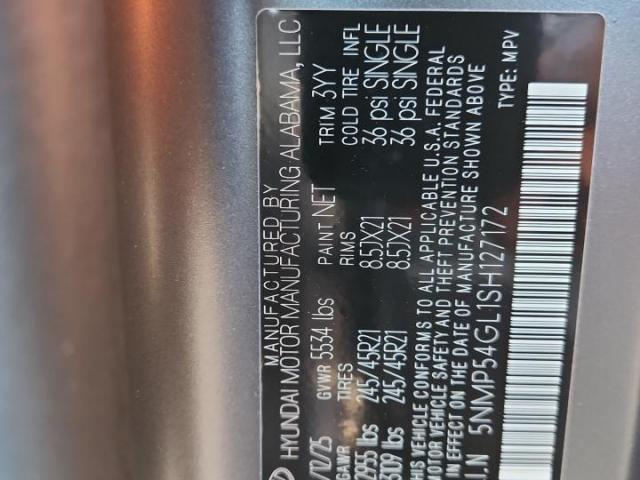 MANUFACTURED BY
HYUNDAI MOTOR MANUFACTURING ALABAMA, LLC
/12/25 GVWR 5534 lbs PAINT NET TRIM 3YY
GAWR TIRES RIMS COLD TIRE INFL
2955 lbs 245/45R21 8.5JX21 36 psi SINGLE
3109 lbs 245/45R21 8.5JX21 36 psi SINGLE
THIS VEHICLE CONFORMS TO ALL APPLICABLE U.S.A. FEDERAL
MOTOR VEHICLE SAFETY AND THEFT PREVENTION STANDARDS
IN EFFECT ON THE DATE OF MANUFACTURE SHOWN ABOVE
I.N 5NMP54GL1SH127172 TYPE: MPV